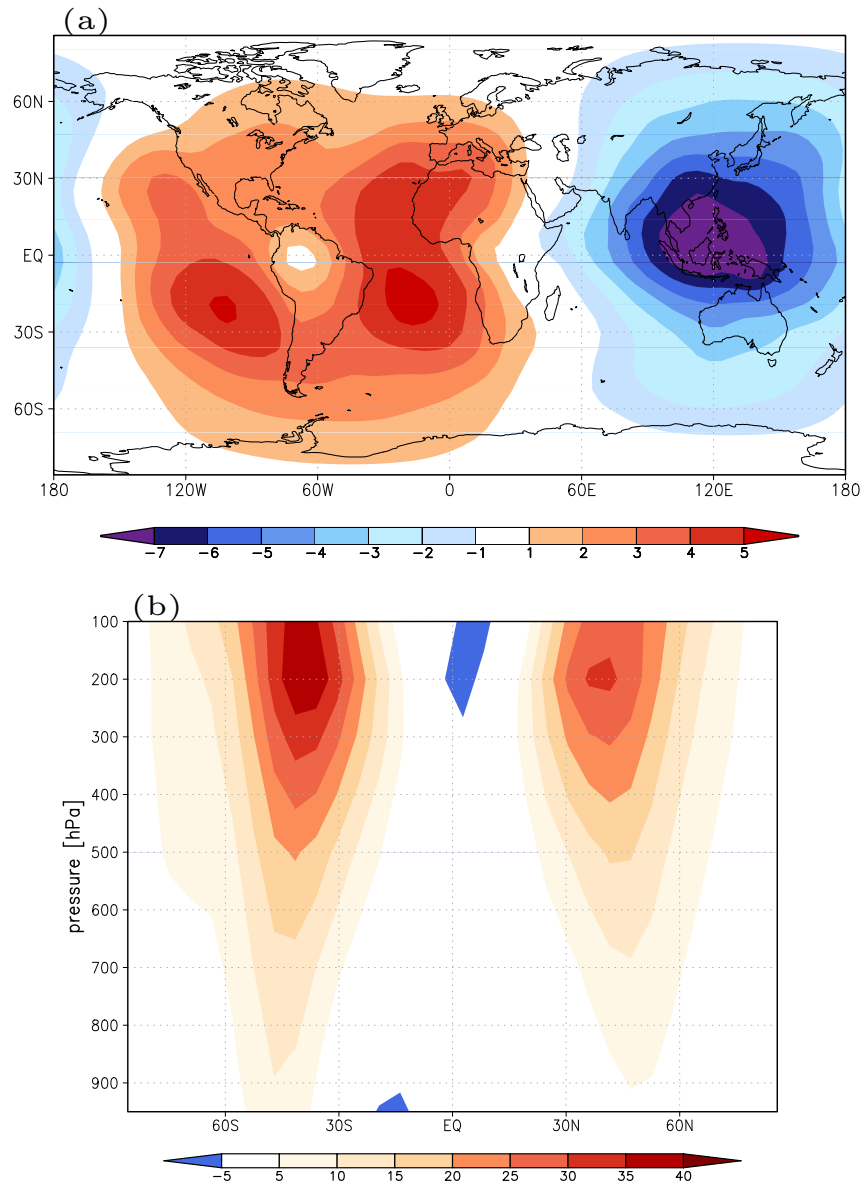 (a)
60N
30N
EQ
30S
60S
180 120W 60W 0 60E 120E 180
-7 -6 -5 -4 -3 -2 -1 1 2 3 4 5
(b)
100
200
300
400
500
600
700
800
900
pressure [hPa]
60S 30S EQ 30N 60N
-5 5 10 15 20 25 30 35 40